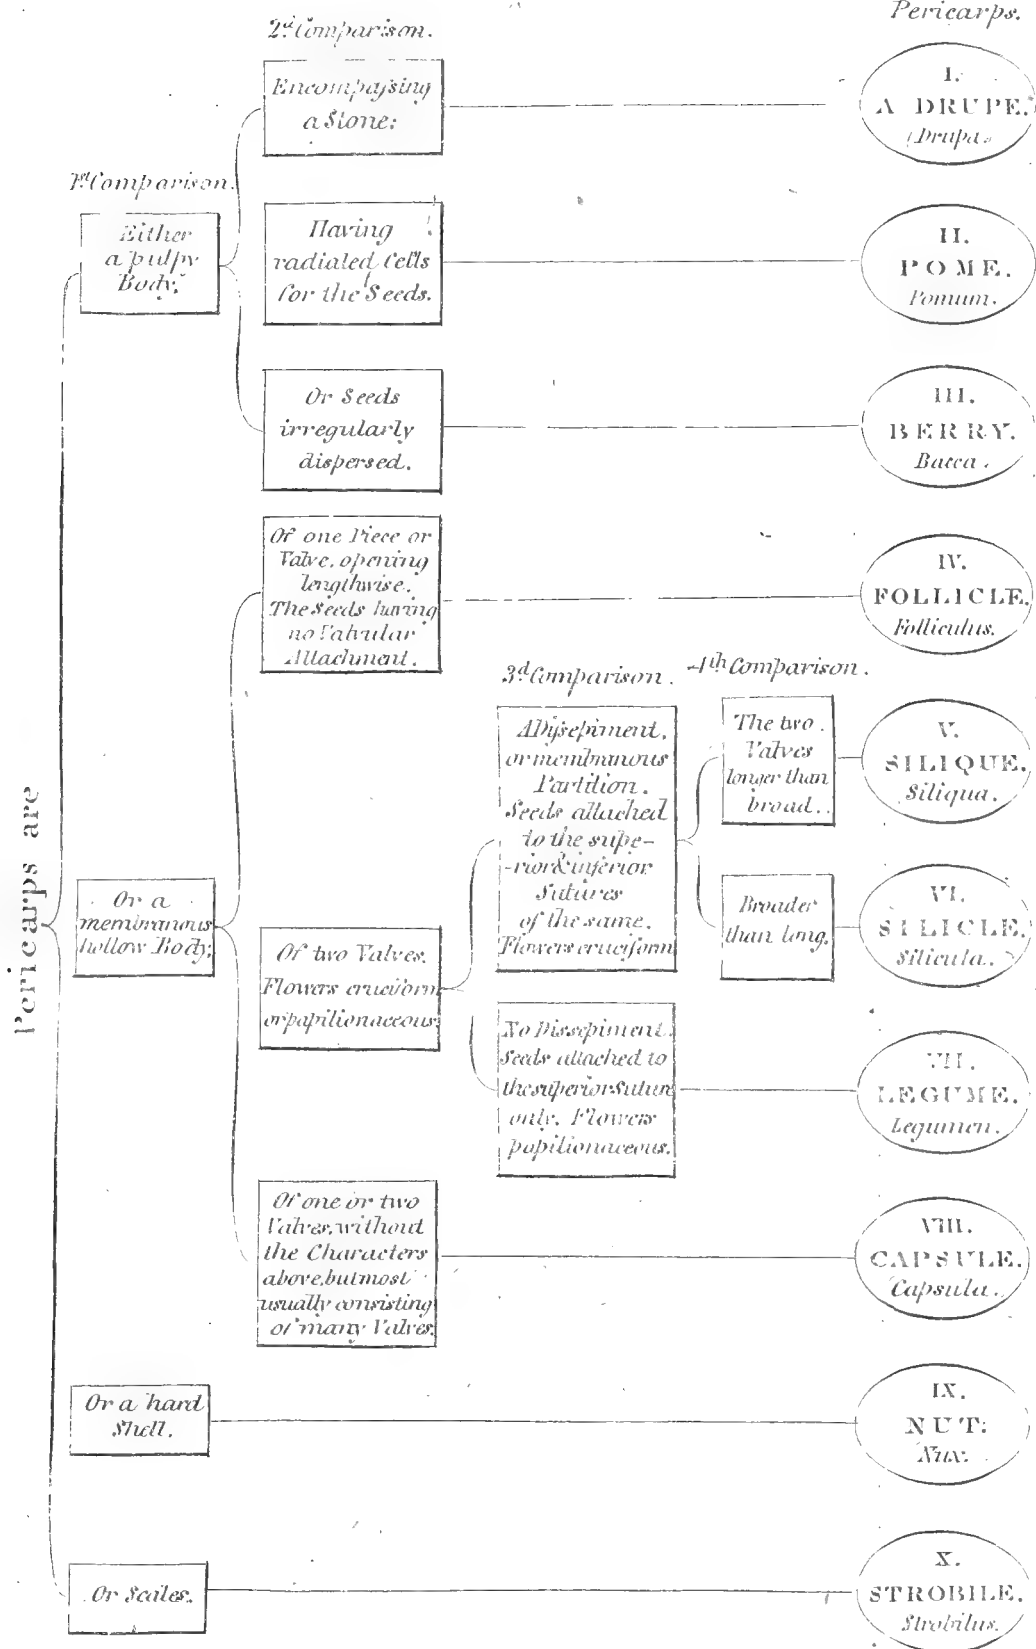 Pericarps.
2.d Comparison.
Encompaſsing
a Stone:
I.
A DRUPE.
Drupa.
1st Comparison.
Either
a pulpy
Body;
Having
radiated Cells
for the Seeds.
II.
POME.
Pomum.
Or Seeds
irregularly
dispersed.
III.
BERRY.
Bacca.
Of one Piece or
Valve, opening
lengthwise.
The Seeds having
no Valvular
Attachment.
IV.
FOLLICLE.
Folliculus.
3.d Comparison.
4th Comparison.
A Diſsepiment,
or membranous
Partition.
Seeds attached
to the supe-
-rior & inferior
Sutures
of the same.
Flowers cruciform
The two
Valves
longer than
broad.
V.
SILIQUE.
Siliqua.
Broader
than long.
VI.
SILICLE.
Silicula.
Pericarps are
Or a
membranous
hollow Body;
Of two Valves.
Flowers cruciform
or papilionaceous.
No Dissepiment.
Seeds attached to
the superior Suture
only. Flowers
papilionaceous.
VII.
LEGUME.
Legumen.
Of one or two
Valves, without
the Characters
above, but most
usually consisting
of many Valves.
VIII.
CAPSULE.
Capsula.
Or a hard
Shell.
IX.
NUT:
Nux:
Or Scales.
X.
STROBILE.
Strobilus.